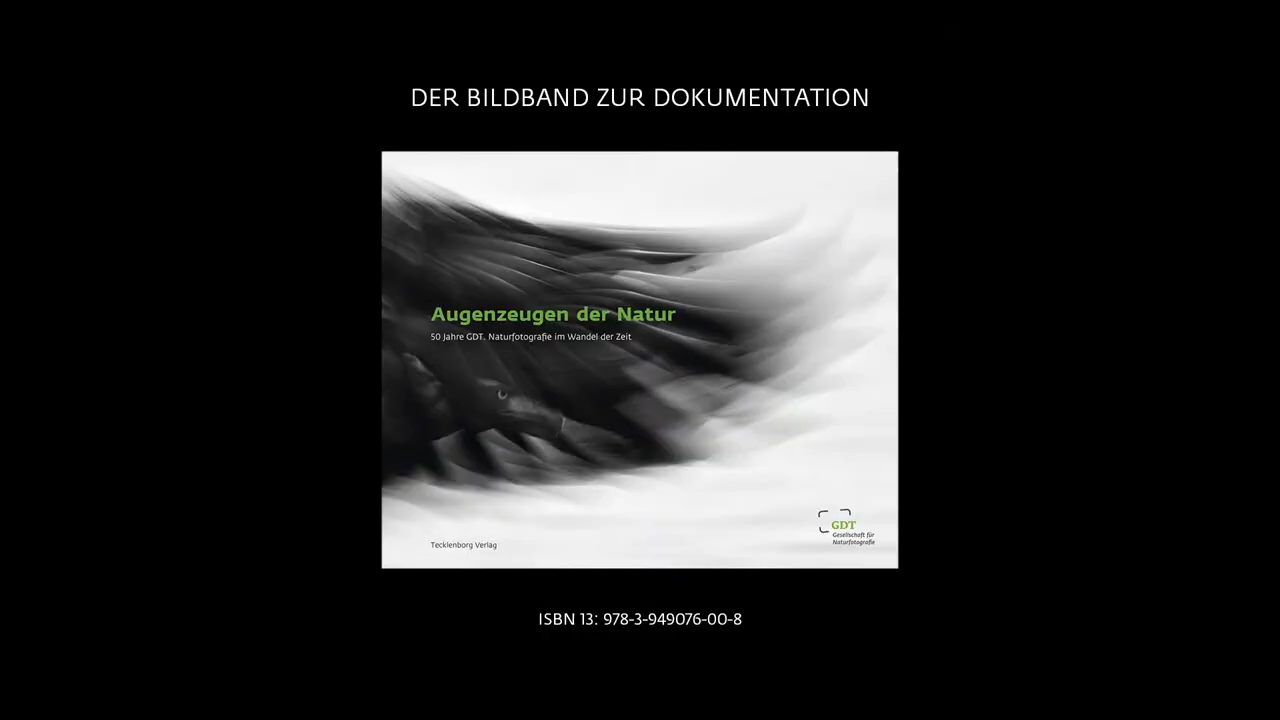 DER BILDBAND ZUR DOKUMENTATION
Augenzeugen der Natur
50 Jahre GDT. Naturfotografie im Wandel der Zeit
GDT
Gesellschaft für
Naturfotografie
Tecklenborg Verlag
ISBN 13: 978-3-949076-00-8